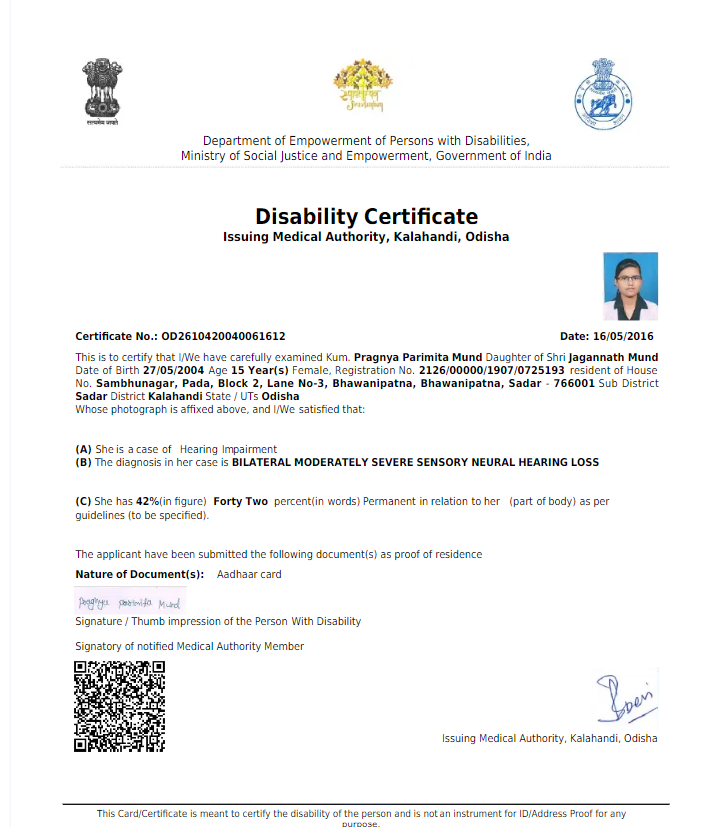 सत्यमेव जयते
Department of Empowerment of Persons with Disabilities,
Ministry of Social Justice and Empowerment, Government of India
Disability Certificate
Issuing Medical Authority, Kalahandi, Odisha
Certificate No.: OD2610420040061612 Date: 16/05/2016
This is to certify that I/We have carefully examined Kum. Pragnya Parimita Mund Daughter of Shri Jagannath Mund
Date of Birth 27/05/2004 Age 15 Year(s) Female, Registration No. 2126/00000/1907/0725193 resident of House
No. Sambhunagar, Pada, Block 2, Lane No-3, Bhawanipatna, Bhawanipatna, Sadar - 766001 Sub District
Sadar District Kalahandi State / UTs Odisha
Whose photograph is affixed above, and I/We satisfied that:
(A) She is a case of Hearing Impairment
(B) The diagnosis in her case is BILATERAL MODERATELY SEVERE SENSORY NEURAL HEARING LOSS
(C) She has 42%(in figure) Forty Two percent(in words) Permanent in relation to her (part of body) as per
guidelines (to be specified).
The applicant have been submitted the following document(s) as proof of residence
Nature of Document(s): Aadhaar card
Pragnya Parimita Mund
Signature / Thumb impression of the Person With Disability
Signatory of notified Medical Authority Member
Issuing Medical Authority, Kalahandi, Odisha
This Card/Certificate is meant to certify the disability of the person and is not an instrument for ID/Address Proof for any
purpose.